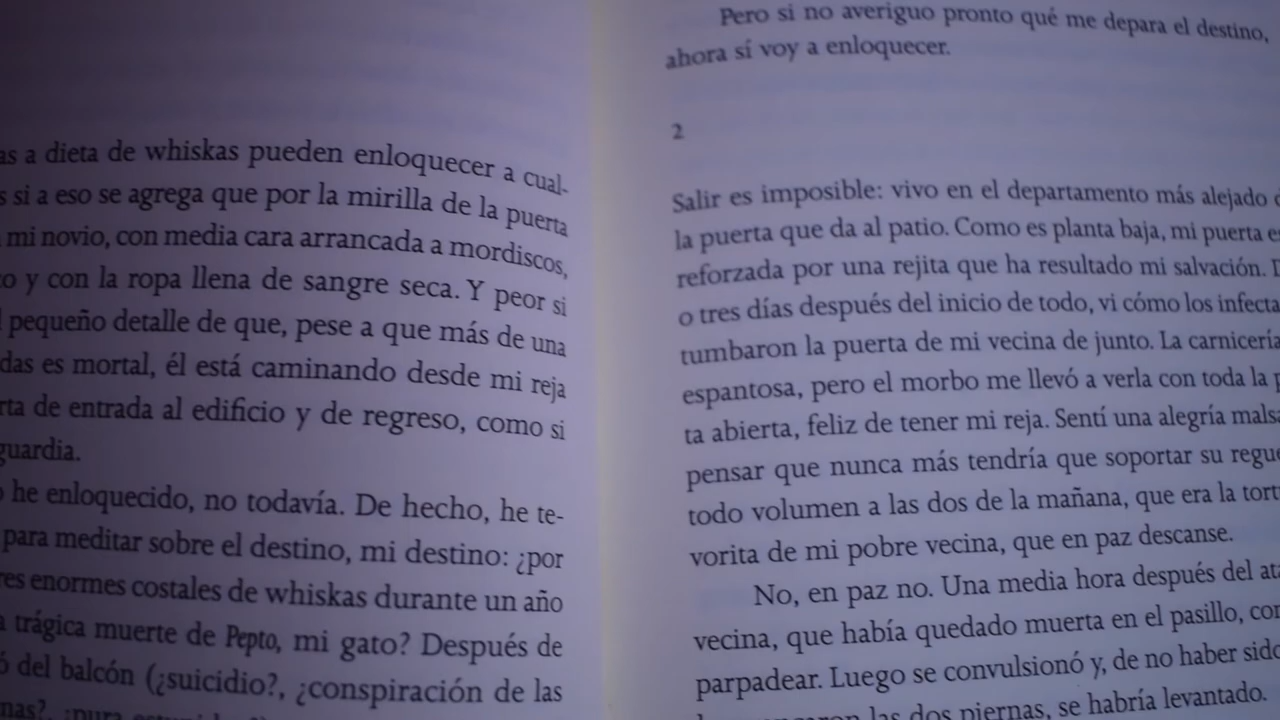 a dieta de whiskas pueden enloquecer a cual-
si a eso se agrega que por la mirilla de la puerta
mi novio, con media cara arrancada a mordiscos,
y con la ropa llena de sangre seca. Y peor si
pequeño detalle de que, pese a que más de una
es mortal, él está caminando desde mi reja
de entrada al edificio y de regreso, como si
guardia.
he enloquecido, no todavía. De hecho, he te-
para meditar sobre el destino, mi destino: ¿por
enormes costales de whiskas durante un año
trágica muerte de Pepto, mi gato? Después de
del balcón (¿suicidio?, ¿conspiración de las
Pero si no averiguo pronto qué me depara el destino,
ahora sí voy a enloquecer.
2
Salir es imposible: vivo en el departamento más alejado
la puerta que da al patio. Como es planta baja, mi puerta
reforzada por una rejita que ha resultado mi salvación.
o tres días después del inicio de todo, vi cómo los
tumbaron la puerta de mi vecina de junto. La carnicería
espantosa, pero el morbo me llevó a verla con toda la
ta abierta, feliz de tener mi reja. Sentí una alegría
pensar que nunca más tendría que soportar su
todo volumen a las dos de la mañana, que era la
vorita de mi pobre vecina, que en paz descanse.
No, en paz no. Una media hora después del
vecina, que había quedado muerta en el pasillo,
parpadear. Luego se convulsionó y, de no haber sido
las dos piernas, se habría levantado.